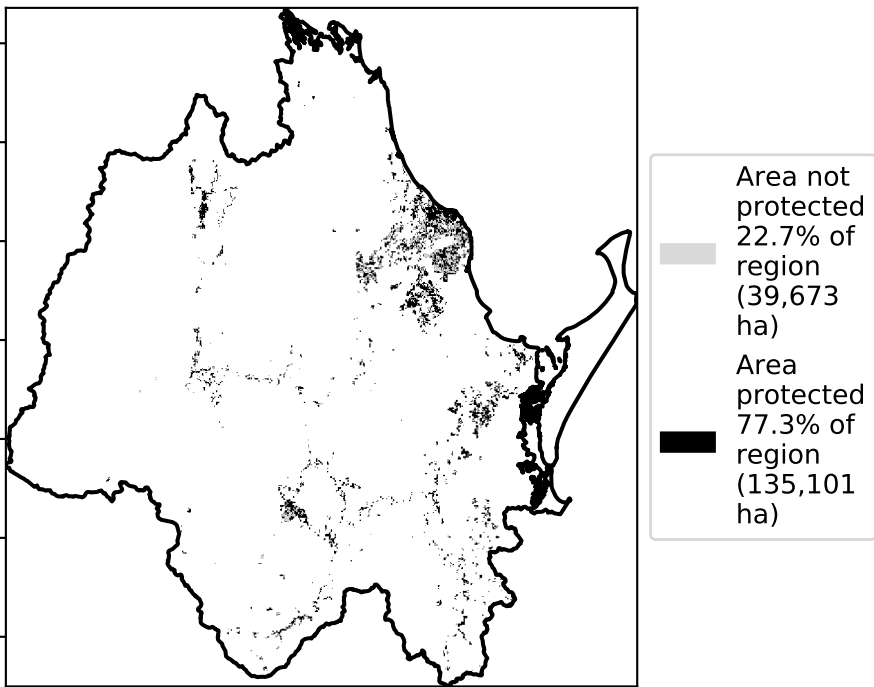 Area not
protected
22.7% of
region
(39,673
ha)
Area
protected
77.3% of
region
(135,101
ha)